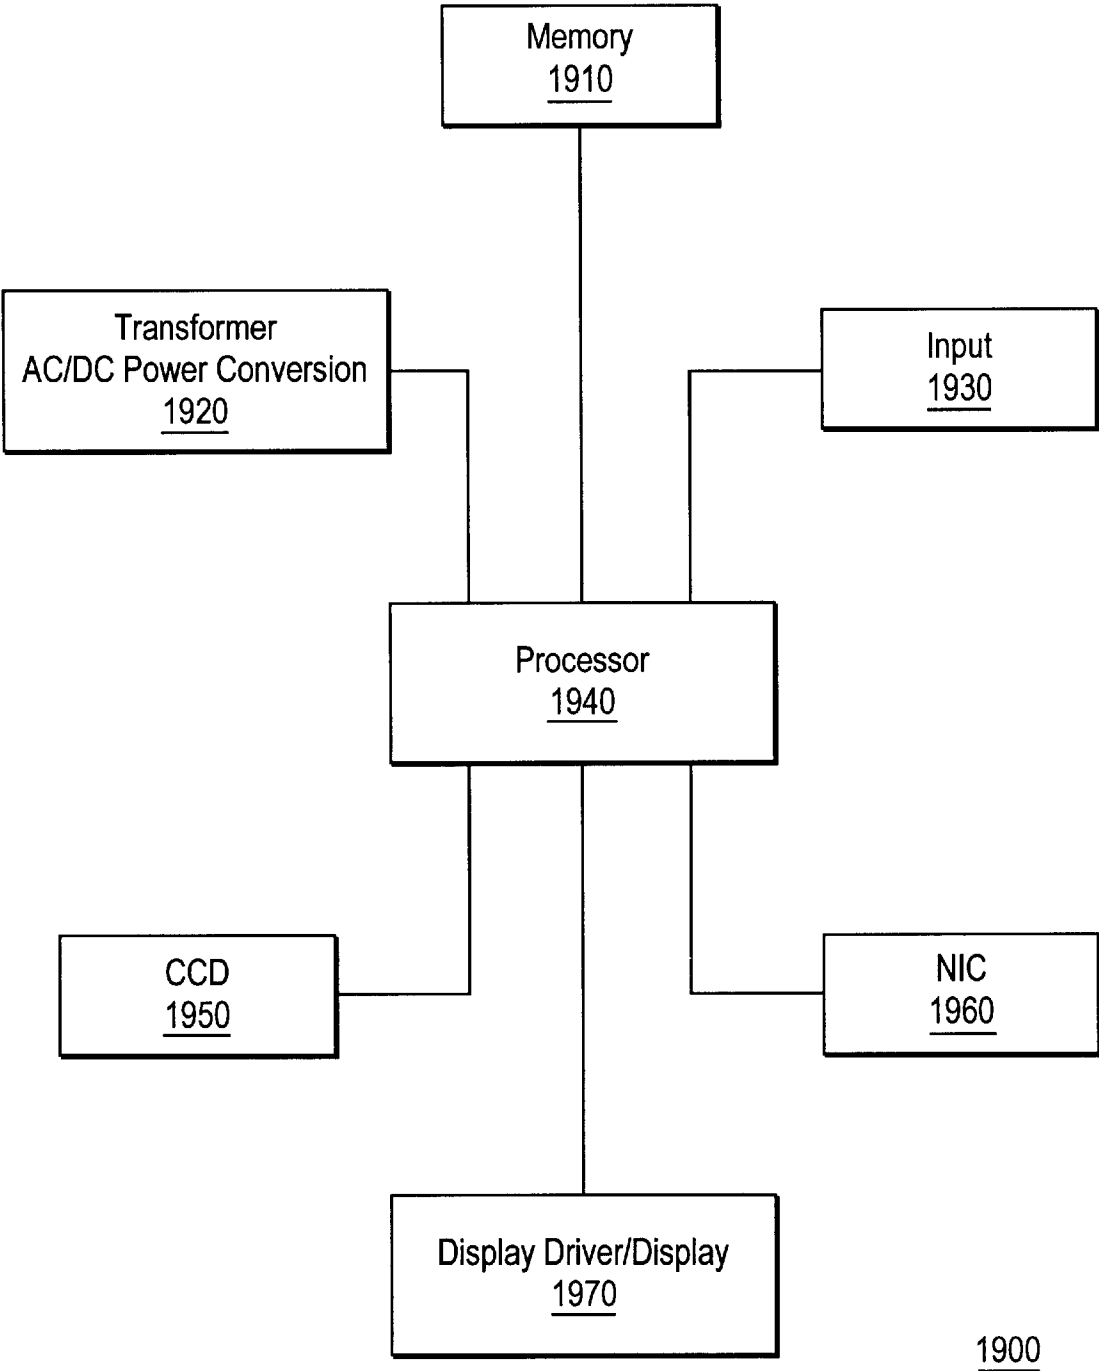 Memory
1910
Transformer
AC/DC Power Conversion
1920
Input
1930
Processor
1940
CCD
1950
NIC
1960
Display Driver/Display
1970
1900